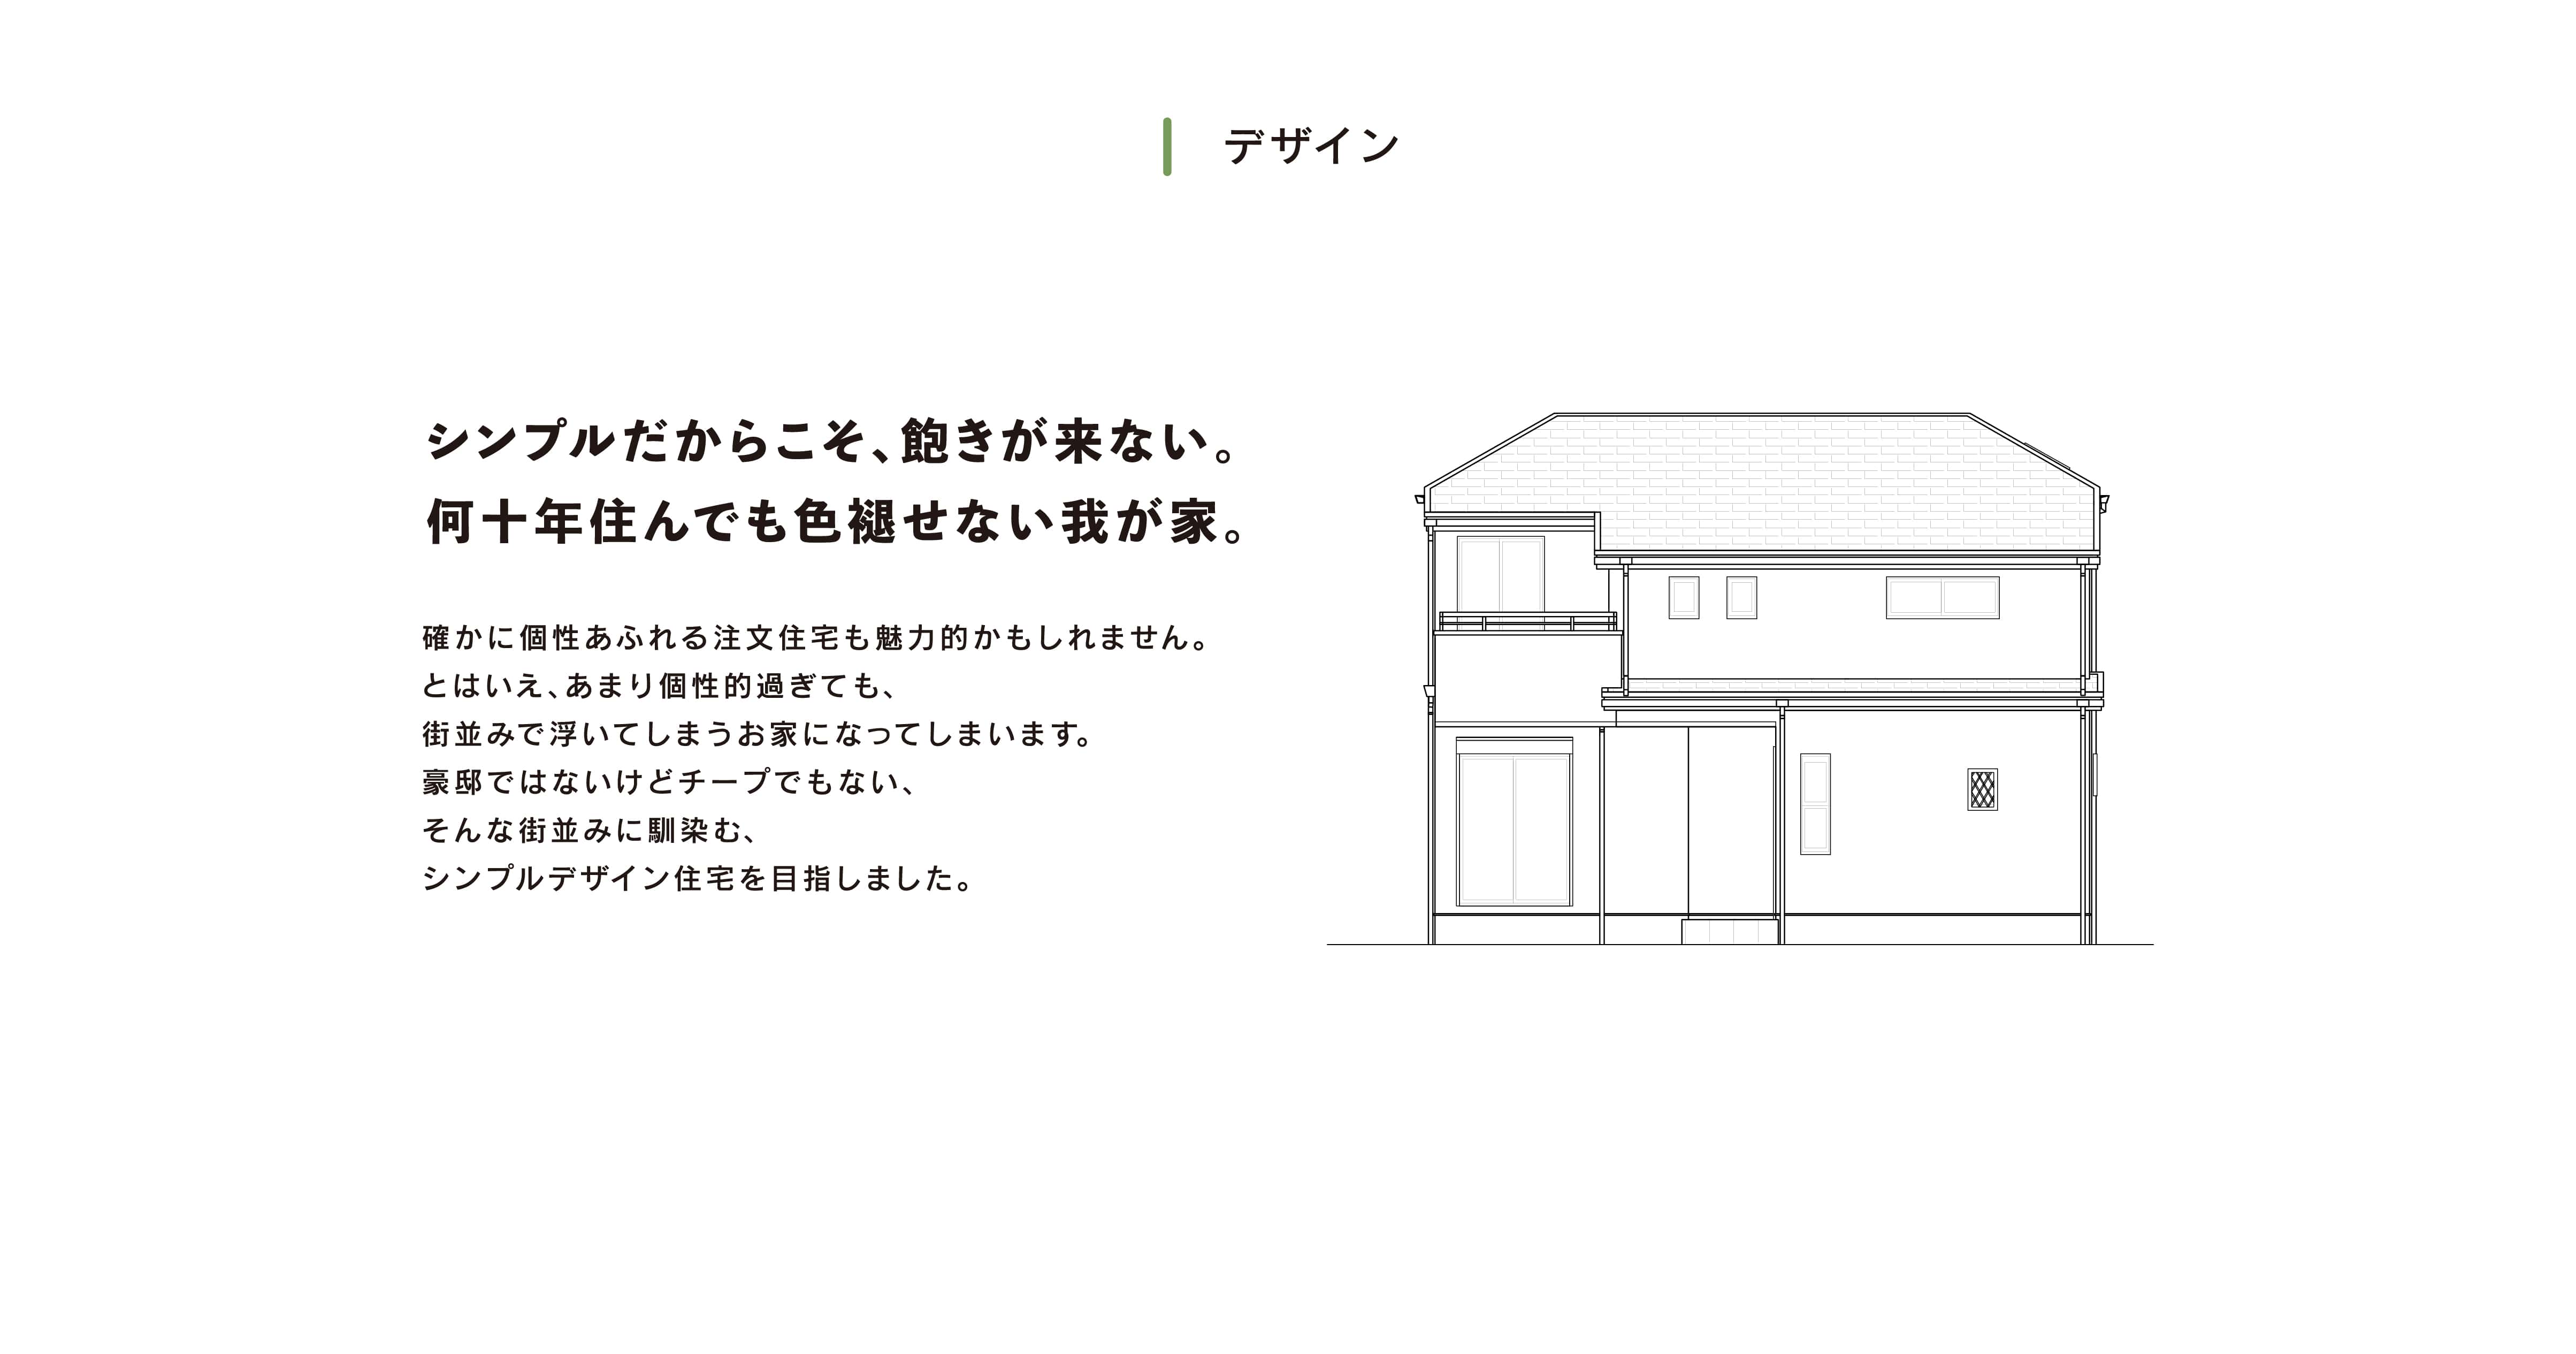 デザイン
シンプルだからこそ、飽きが来ない。
何十年住んでも色褪せない我が家。
確かに個性あふれる注文住宅も魅力的かもしれません。
とはいえ、あまり個性的過ぎても、
街並みで浮いてしまうお家になってしまいます。
豪邸ではないけどチープでもない、
そんな街並みに馴染む、
シンプルデザイン住宅を目指しました。